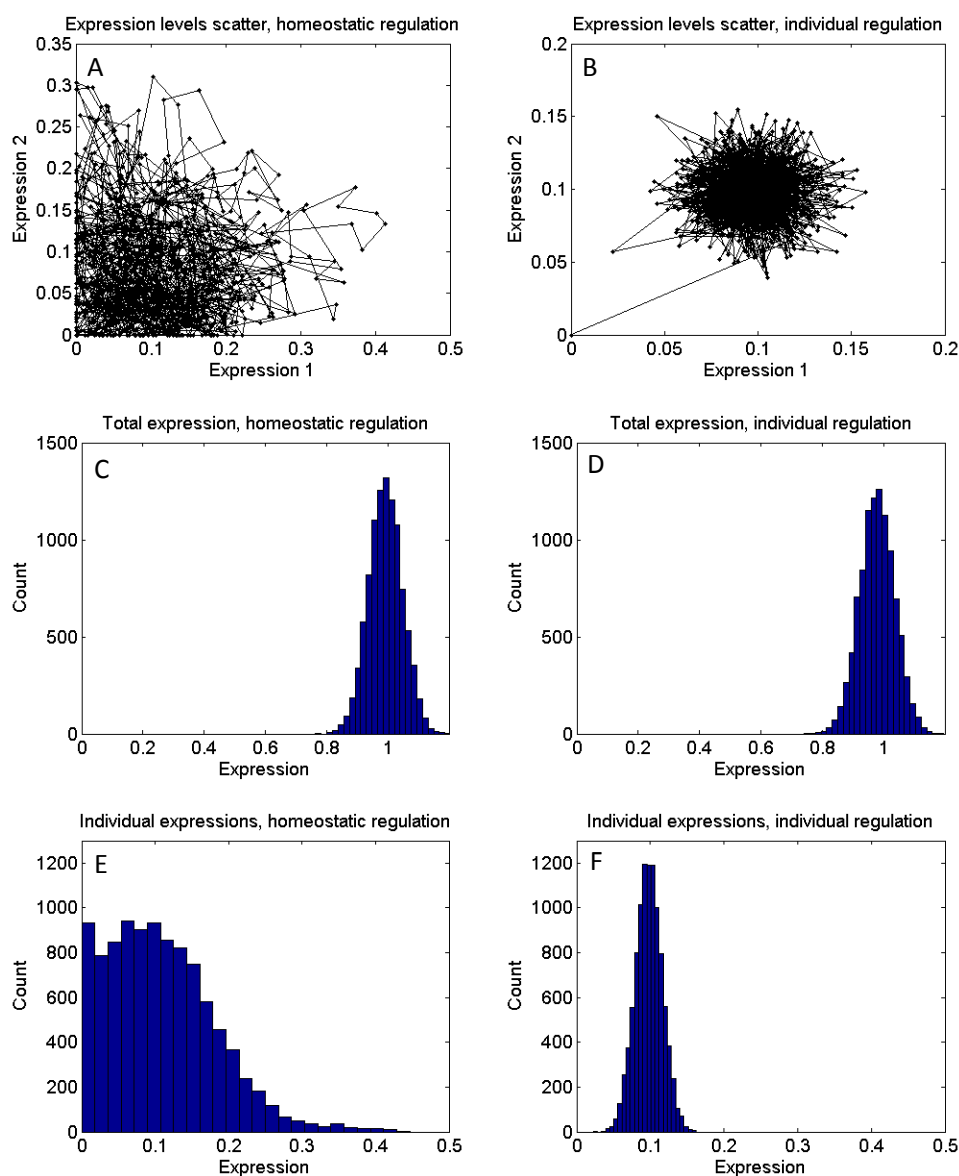 Expression levels scatter, homeostatic regulation
A
0.35
0.3
0.25
0.2
0.15
0.1
0.05
0
Expression 2
0 0.1 0.2 0.3 0.4 0.5
Expression 1
Expression levels scatter, individual regulation
B
0.2
0.15
0.1
0.05
0
Expression 2
0 0.05 0.1 0.15 0.2
Expression 1
Total expression, homeostatic regulation
C
1500
1000
500
0
Count
0 0.2 0.4 0.6 0.8 1
Expression
Total expression, individual regulation
D
1500
1000
500
0
Count
0 0.2 0.4 0.6 0.8 1
Expression
Individual expressions, homeostatic regulation
E
1200
1000
800
600
400
200
0
Count
0 0.1 0.2 0.3 0.4 0.5
Expression
Individual expressions, individual regulation
F
1200
1000
800
600
400
200
0
Count
0 0.1 0.2 0.3 0.4 0.5
Expression